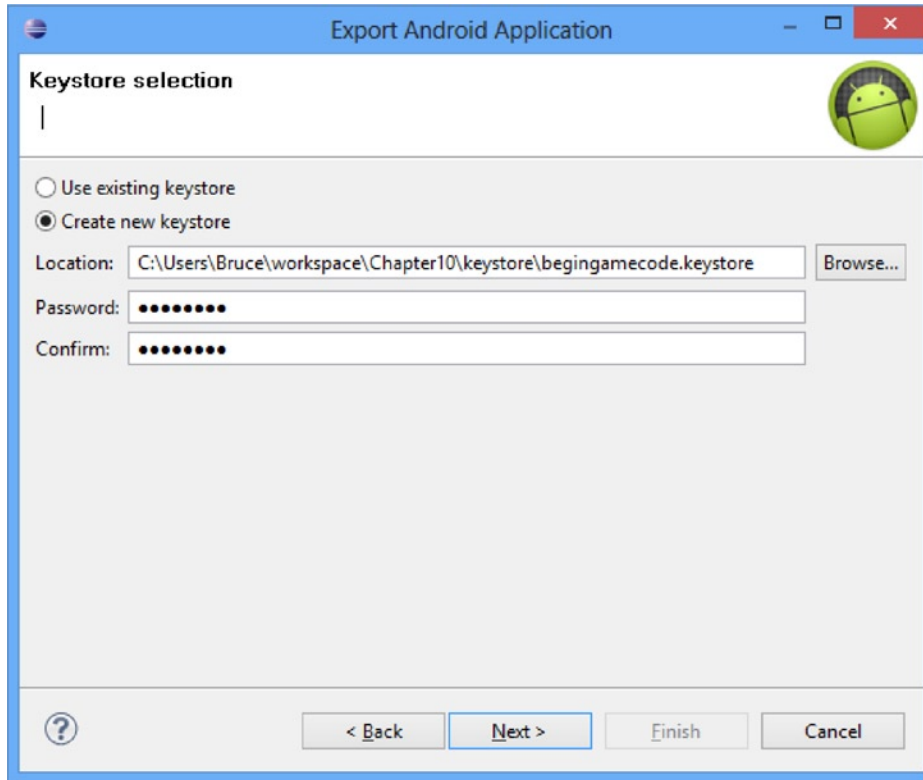 Export Android Application
Keystore selection
Use existing keystore
Create new keystore
Location: C:\Users\Bruce\workspace\Chapter10\keystore\begingamecode.keystore Browse...
Password: ●●●●●●●●
Confirm: ●●●●●●●●
? < Back Next > Finish Cancel